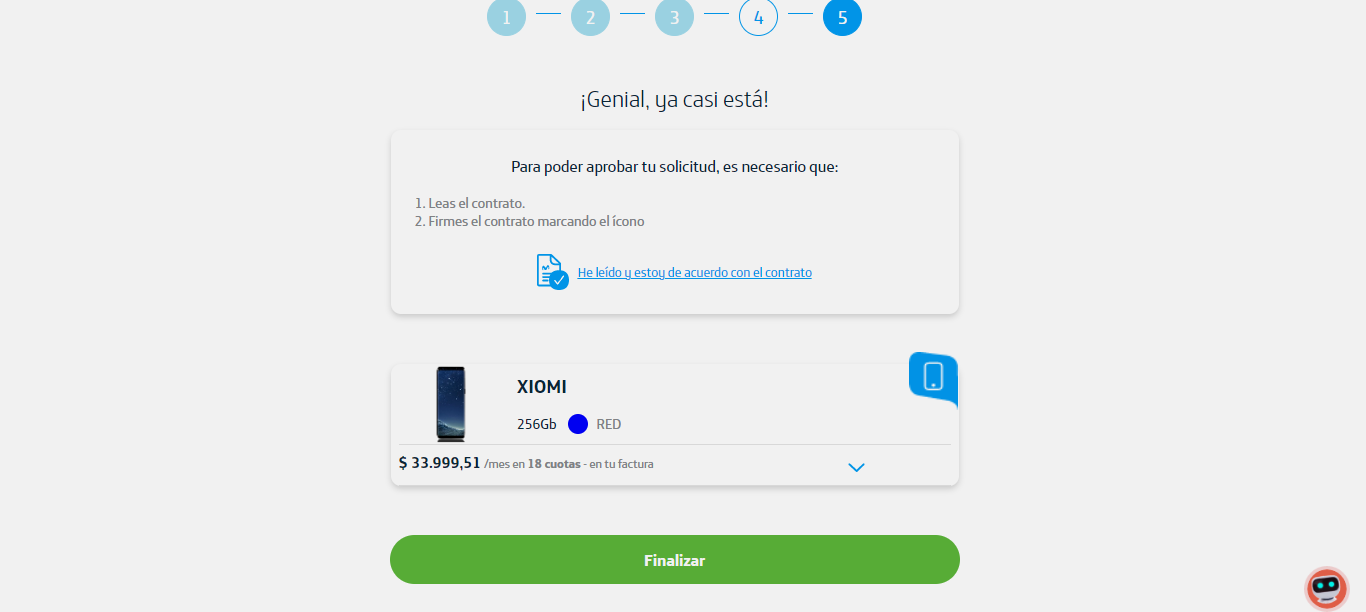 1 2 3 4 5
¡Genial, ya casi está!
Para poder aprobar tu solicitud, es necesario que:
1. Leas el contrato.
2. Firmes el contrato marcando el ícono
He leído y estoy de acuerdo con el contrato
XIOMI
256Gb RED
$ 33.999,51 /mes en 18 cuotas - en tu factura
Finalizar